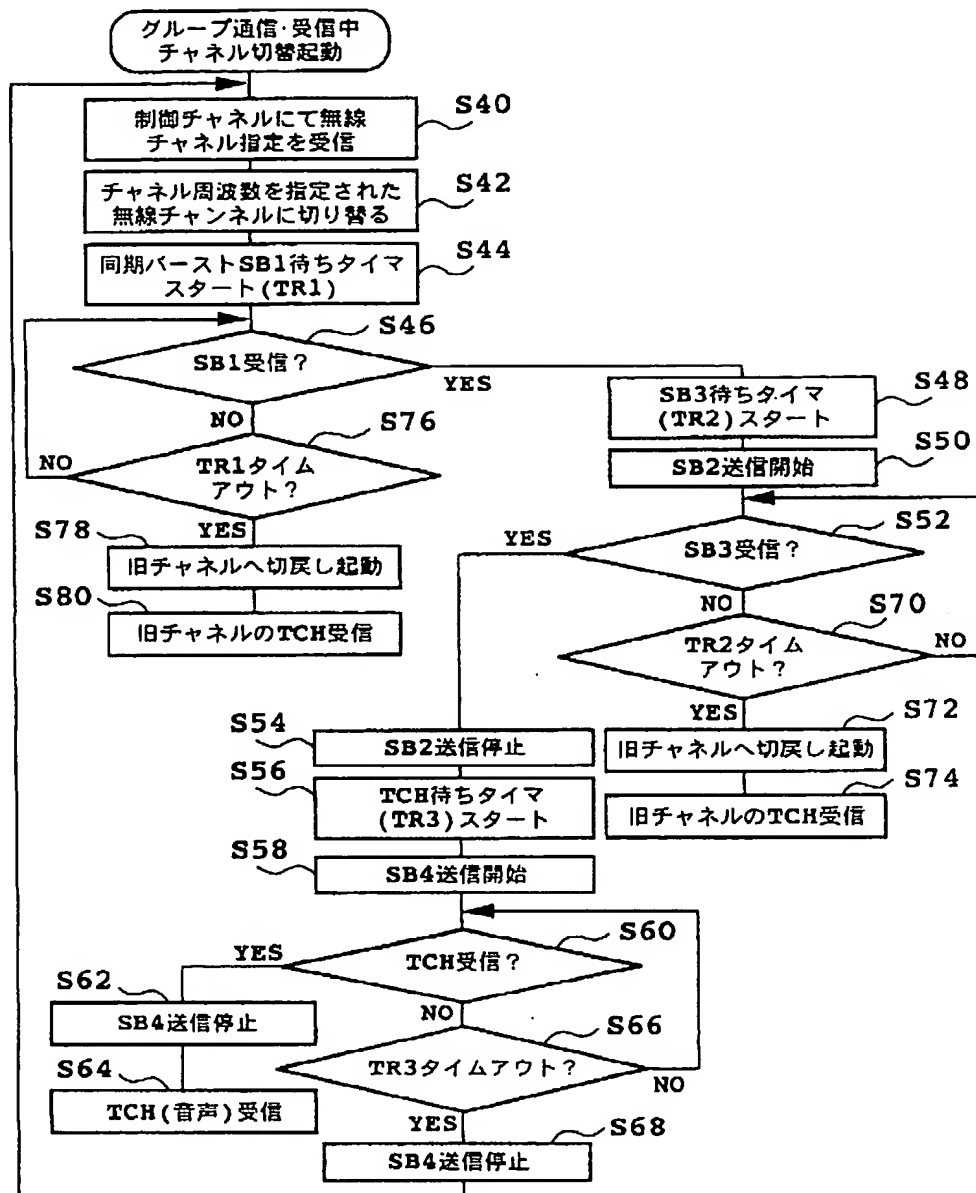 グループ通信・受信中
チャネル切替起動
S40
制御チャネルにて無線
チャネル指定を受信
S42
チャネル周波数を指定された
無線チャンネルに切り替る
S44
同期バーストSB1待ちタイマ
スタート(TR1)
S46
SB1受信？
YES
NO
S76
TR1タイム
アウト？
NO
YES
S78
旧チャネルへ切戻し起動
S80
旧チャネルのTCH受信
S48
SB3待ちタイマ
(TR2)スタート
S50
SB2送信開始
S52
SB3受信？
YES
NO
S70
TR2タイム
アウト？
NO
YES
S72
旧チャネルへ切戻し起動
S74
旧チャネルのTCH受信
S54
SB2送信停止
S56
TCH待ちタイマ
(TR3)スタート
S58
SB4送信開始
S60
TCH受信？
YES
NO
S62
SB4送信停止
S64
TCH(音声)受信
S66
TR3タイムアウト？
NO
YES
S68
SB4送信停止